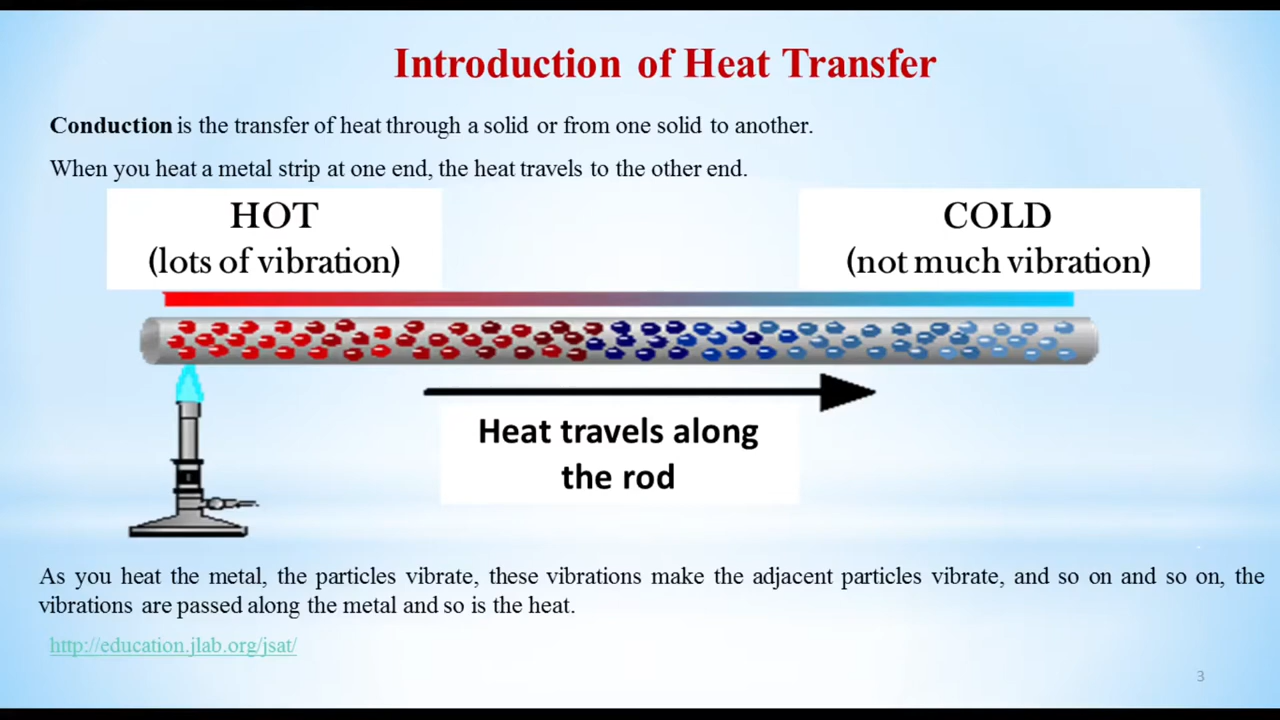 Introduction of Heat Transfer
Conduction is the transfer of heat through a solid or from one solid to another.
When you heat a metal strip at one end, the heat travels to the other end.
HOT
(lots of vibration)
COLD
(not much vibration)
Heat travels along
the rod
As you heat the metal, the particles vibrate, these vibrations make the adjacent particles vibrate, and so on and so on, the
vibrations are passed along the metal and so is the heat.
http://education.jlab.org/jsat/
3